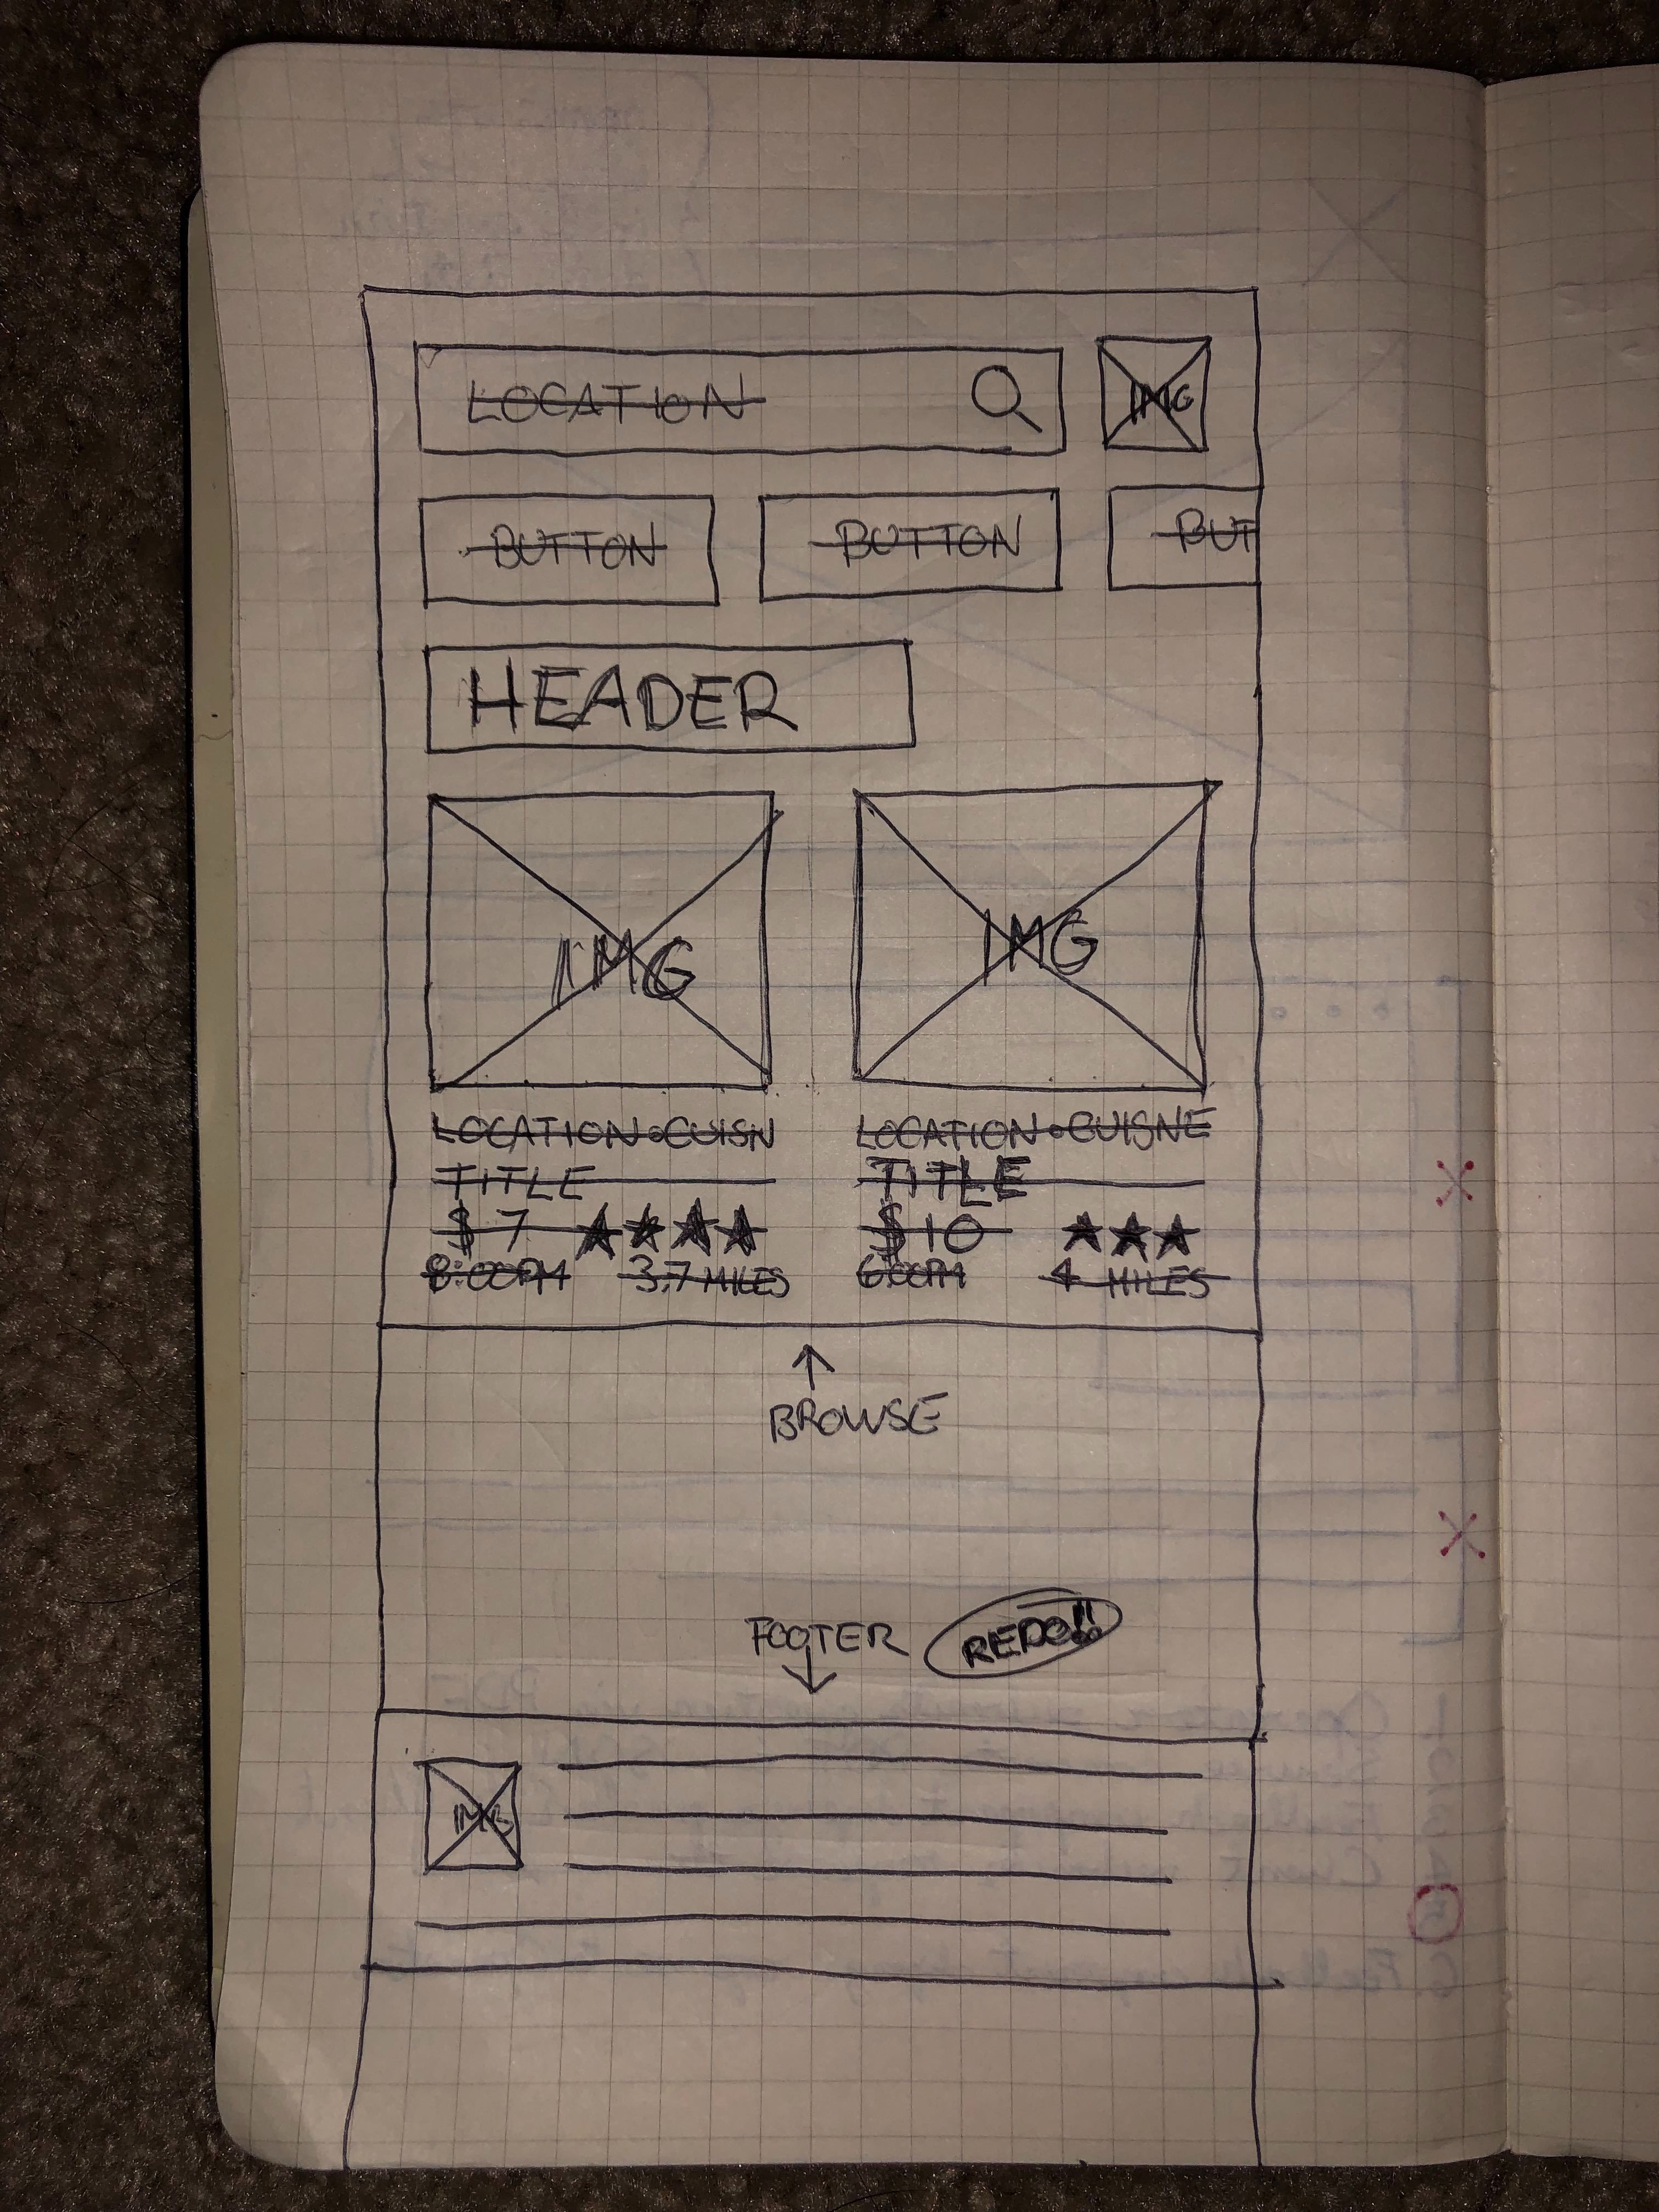 LOCATION IMG
BUTTON BUTTON BUT
HEADER
IMG IMG
LOCATION•CUISN LOCATION•CUISNE
TITLE TITLE
$7 ★★★★ $10 ★★★
8:00PM 3.7 MILES 6:00PM 4 MILES
↑
BROWSE
FOOTER REDO!!
↓
IMG